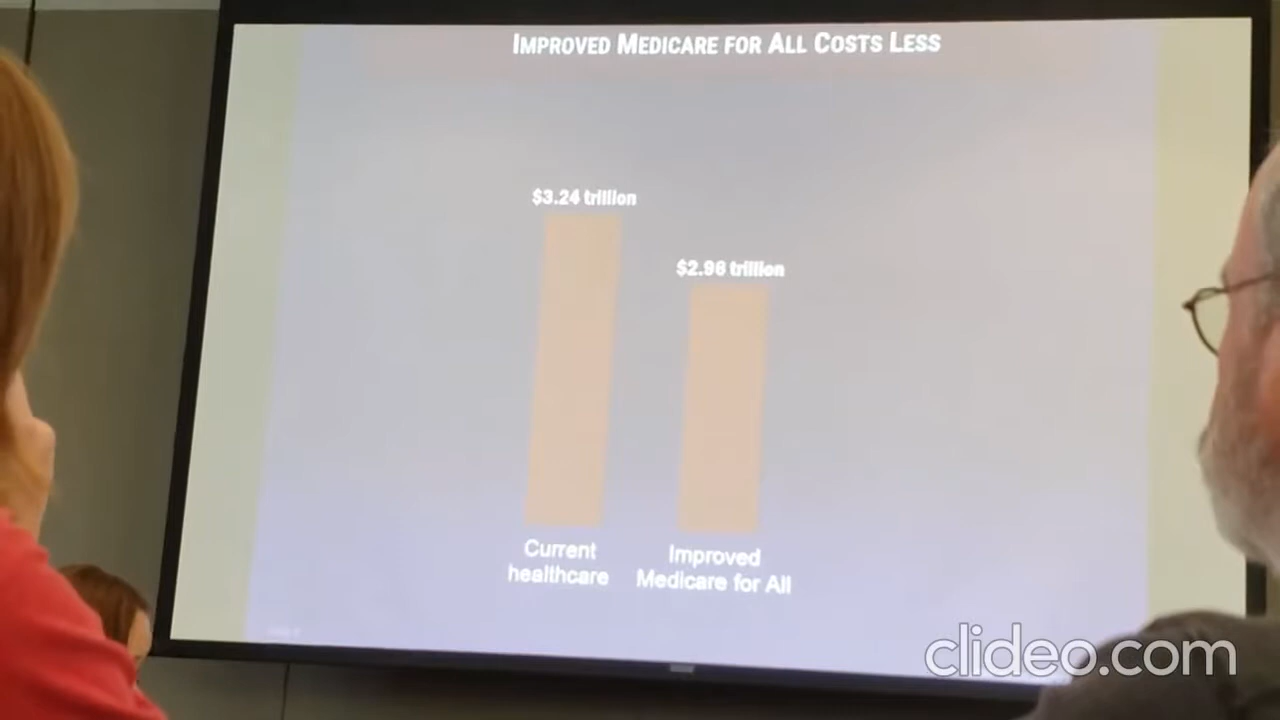 IMPROVED MEDICARE FOR ALL COSTS LESS
$3.24 trillion
$2.96 trillion
Current
healthcare
Improved
Medicare for All
clideo.com